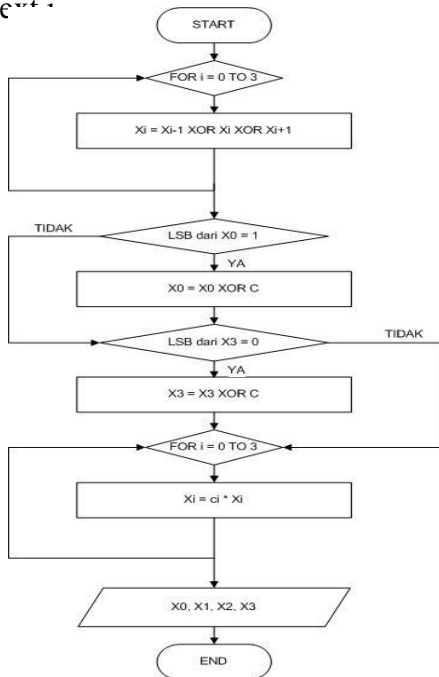 START
FOR i = 0 TO 3
Xi = Xi-1 XOR Xi XOR Xi+1
LSB dari X0 = 1
TIDAK
YA
X0 = X0 XOR C
LSB dari X3 = 0
TIDAK
YA
X3 = X3 XOR C
FOR i = 0 TO 3
Xi = ci * Xi
X0, X1, X2, X3
END